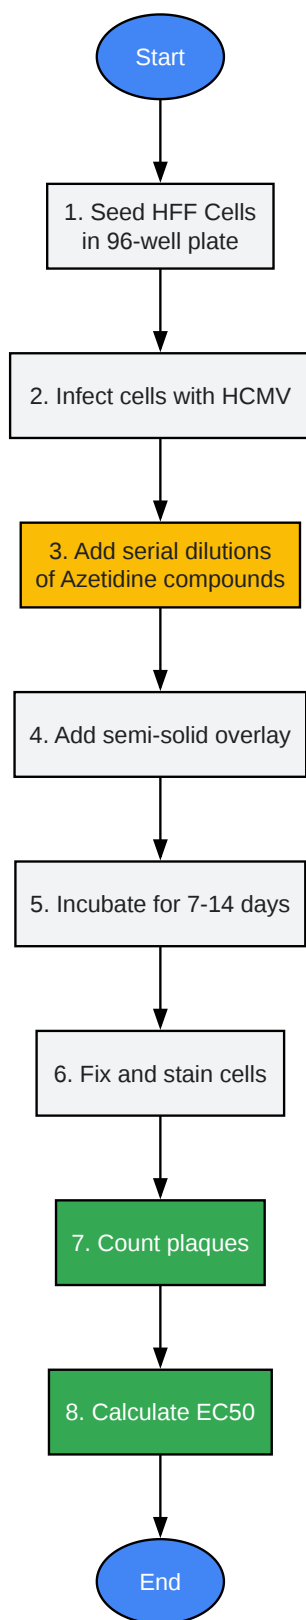 Start
1. Seed HFF Cells
in 96-well plate
2. Infect cells with HCMV
3. Add serial dilutions
of Azetidine compounds
4. Add semi-solid overlay
5. Incubate for 7-14 days
6. Fix and stain cells
7. Count plaques
8. Calculate EC50
End